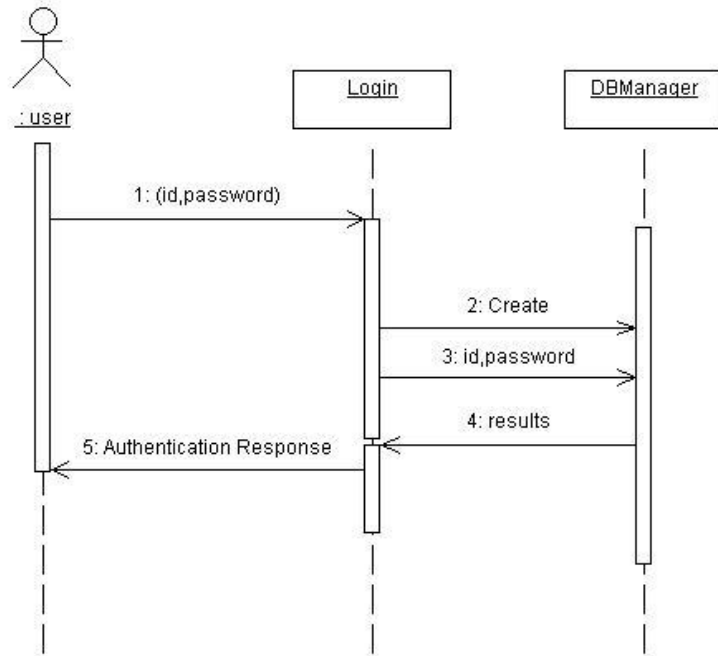 : user
Login
DBManager
1: (id,password)
2: Create
3: id,password
4: results
5: Authentication Response